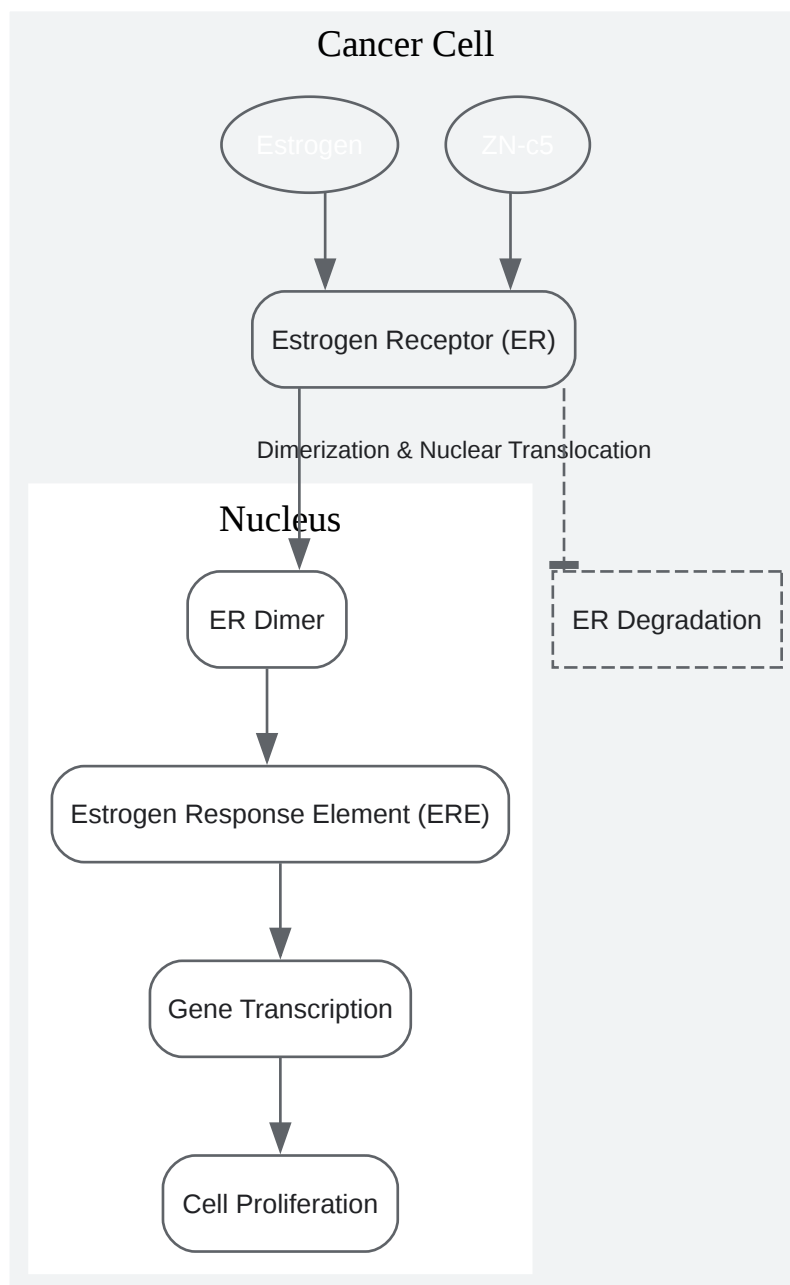 Cancer Cell
Estrogen
ZN-c5
Estrogen Receptor (ER)
Dimerization & Nuclear Translocation
Nucleus
ER Dimer
ER Degradation
Estrogen Response Element (ERE)
Gene Transcription
Cell Proliferation